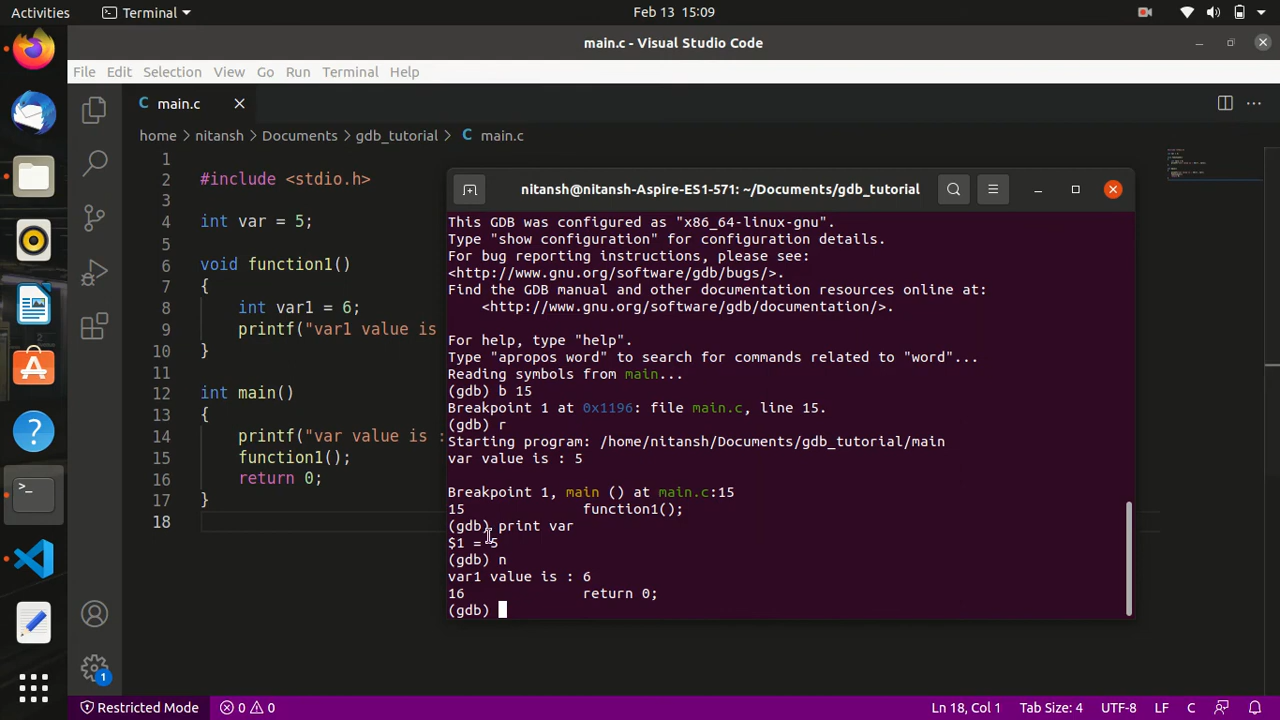 Activities Terminal Feb 13 15:09
main.c - Visual Studio Code
File Edit Selection View Go Run Terminal Help
C main.c
home > nitansh > Documents > gdb_tutorial > C main.c
1
2 #include <stdio.h>
3
4 int var = 5;
5
6 void function1()
7 {
8 int var1 = 6;
9 printf("var1 value is
10 }
11
12 int main()
13 {
14 printf("var value is :
15 function1();
16 return 0;
17 }
18
nitansh@nitansh-Aspire-ES1-571: ~/Documents/gdb_tutorial
This GDB was configured as "x86_64-linux-gnu".
Type "show configuration" for configuration details.
For bug reporting instructions, please see:
<http://www.gnu.org/software/gdb/bugs/>.
Find the GDB manual and other documentation resources online at:
<http://www.gnu.org/software/gdb/documentation/>.
For help, type "help".
Type "apropos word" to search for commands related to "word"...
Reading symbols from main...
(gdb) b 15
Breakpoint 1 at 0x1196: file main.c, line 15.
(gdb) r
Starting program: /home/nitansh/Documents/gdb_tutorial/main
var value is : 5
Breakpoint 1, main () at main.c:15
15 function1();
(gdb) print var
$1 = 5
(gdb) n
var1 value is : 6
16 return 0;
(gdb)
1
Restricted Mode 0 0 Ln 18, Col 1 Tab Size: 4 UTF-8 LF C